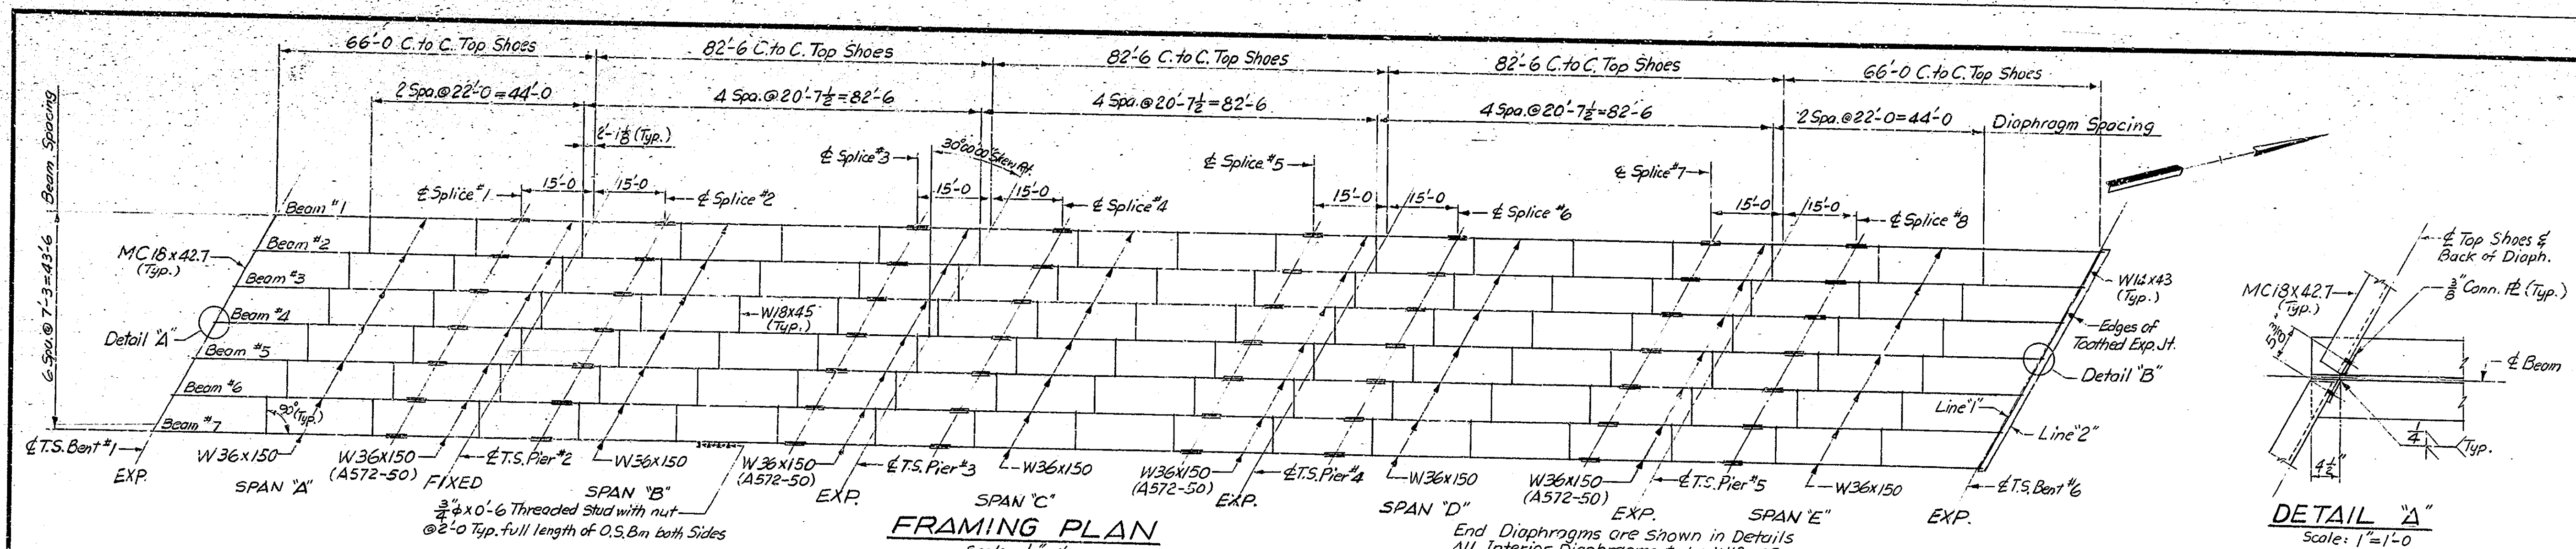 66'-0 C. to C. Top Shoes
82'-6 C. to C. Top Shoes
82'-6 C. to C. Top Shoes
82'-6 C. to C. Top Shoes
66'-0 C. to C. Top Shoes
2 Spa. @ 22'-0 = 44'-0
4 Spa. @ 20'-7½ = 82'-6
4 Spa. @ 20'-7½ = 82'-6
4 Spa. @ 20'-7½ = 82'-6
2 Spa. @ 22'-0 = 44'-0
Diaphragm Spacing
2'-1⅛ (Typ.)
30°00'00" Skew
6 Spa. @ 7'-3 = 43'-6
Beam Spacing
℄ Splice #1
15'-0
15'-0
℄ Splice #2
℄ Splice #3
15'-0
15'-0
℄ Splice #4
℄ Splice #5
15'-0
15'-0
℄ Splice #6
℄ Splice #7
15'-0
15'-0
℄ Splice #8
Beam #1
Beam #2
Beam #3
Beam #4
Beam #5
Beam #6
Beam #7
MC 18 x 42.7
(Typ.)
Detail "A"
90° (Typ.)
W18x45
(Typ.)
(Typ.)
Edges of
Toothed Exp. Jt.
Detail "B"
Line "1"
Line "2"
℄ T.S. Bent #1
EXP.
W36x150
SPAN "A"
W36x150
(A572-50)
FIXED
℄ T.S. Pier #2
W36x150
SPAN "B"
W36x150
(A572-50)
EXP.
℄ T.S. Pier #3
W36x150
SPAN "C"
W36x150
(A572-50)
EXP.
℄ T.S. Pier #4
W36x150
SPAN "D"
W36x150
(A572-50)
EXP.
℄ T.S. Pier #5
W36x150
SPAN "E"
EXP.
℄ T.S. Bent #6
¾"φ x 0'-6 Threaded Stud with nut
@ 2'-0 Typ. full length of O.S. Bm both Sides
FRAMING PLAN
End Diaphragms are shown in Details
All Interior Diaphragms
℄ Top Shoes &
Back of Diaph.
MC 18 x 42.7
(Typ.)
⅜" Conn. PL (Typ.)
℄ Beam
¼
Typ.
4½"
DETAIL "A"
Scale: 1"=1'-0